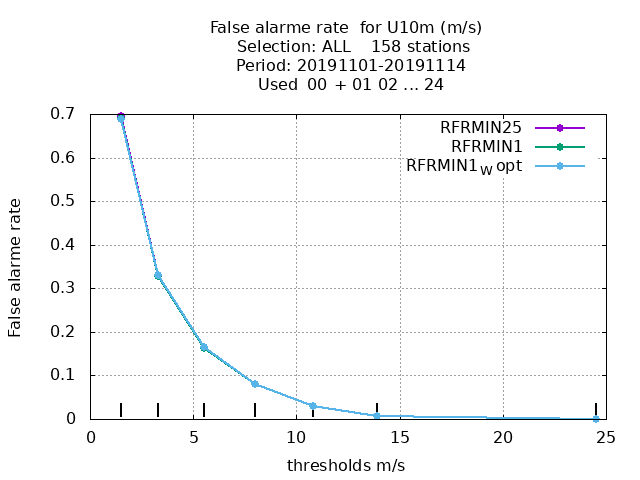 False alarme rate  for U10m (m/s)
Selection: ALL    158 stations
Period: 20191101-20191114
Used  00  + 01 02 ... 24
RFRMIN25
RFRMIN1
RFRMIN1W opt
0.7
0.6
0.5
0.4
0.3
0.2
0.1
0
False alarme rate
0 5 10 15 20 25
thresholds m/s